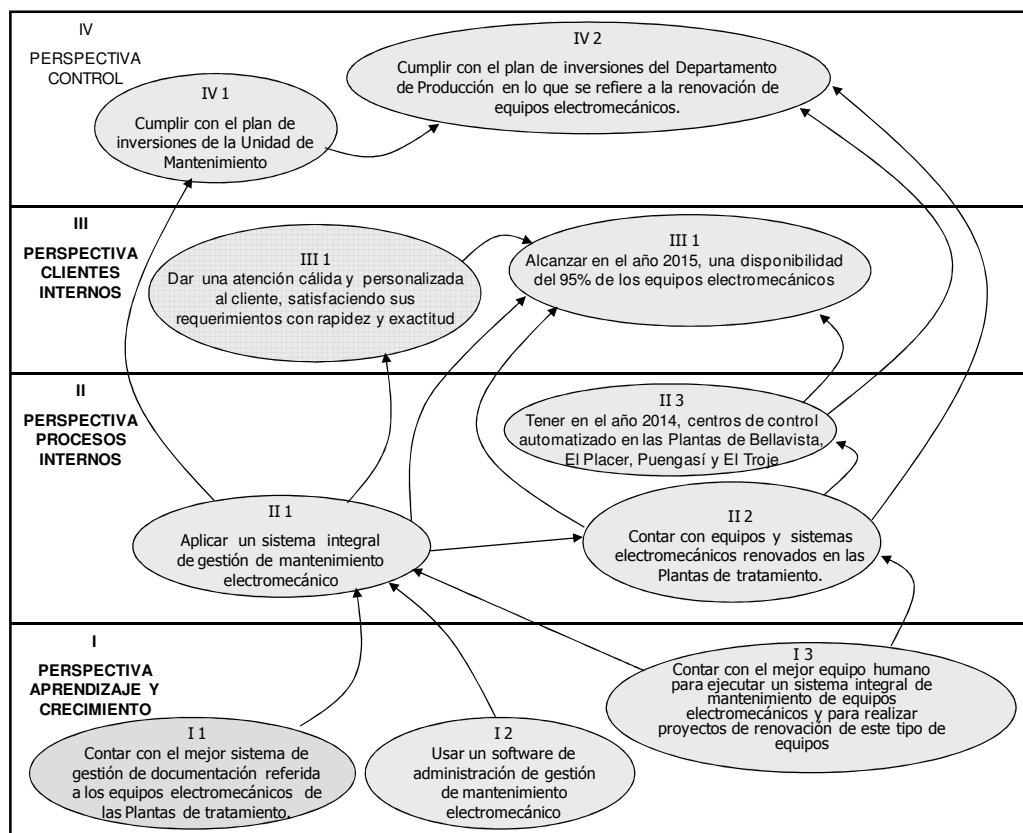 IV
PERSPECTIVA
CONTROL
IV 2
Cumplir con el plan de inversiones del Departamento
de Producción en lo que se refiere a la renovación de
equipos electromecánicos.
IV 1
Cumplir con el plan de
inversiones de la Unidad de
Mantenimiento
III
PERSPECTIVA
CLIENTES
INTERNOS
III 1
Dar una atención cálida y personalizada
al cliente, satisfaciendo sus
requerimientos con rapidez y exactitud
III 1
Alcanzar en el año 2015, una disponibilidad
del 95% de los equipos electromecánicos
II
PERSPECTIVA
PROCESOS
INTERNOS
II 3
Tener en el año 2014, centros de control
automatizado en las Plantas de Bellavista,
El Placer, Puengasí y El Troje
II 1
Aplicar un sistema integral
de gestión de mantenimiento
electromecánico
II 2
Contar con equipos y sistemas
electromecánicos renovados en las
Plantas de tratamiento.
I
PERSPECTIVA
APRENDIZAJE Y
CRECIMIENTO
I 3
Contar con el mejor equipo humano
para ejecutar un sistema integral de
mantenimiento de equipos
electromecánicos y para realizar
proyectos de renovación de este tipo de
equipos
I 1
Contar con el mejor sistema de
gestión de documentación referida
a los equipos electromecánicos de
las Plantas de tratamiento.
I 2
Usar un software de
administración de gestión
de mantenimiento
electromecánico